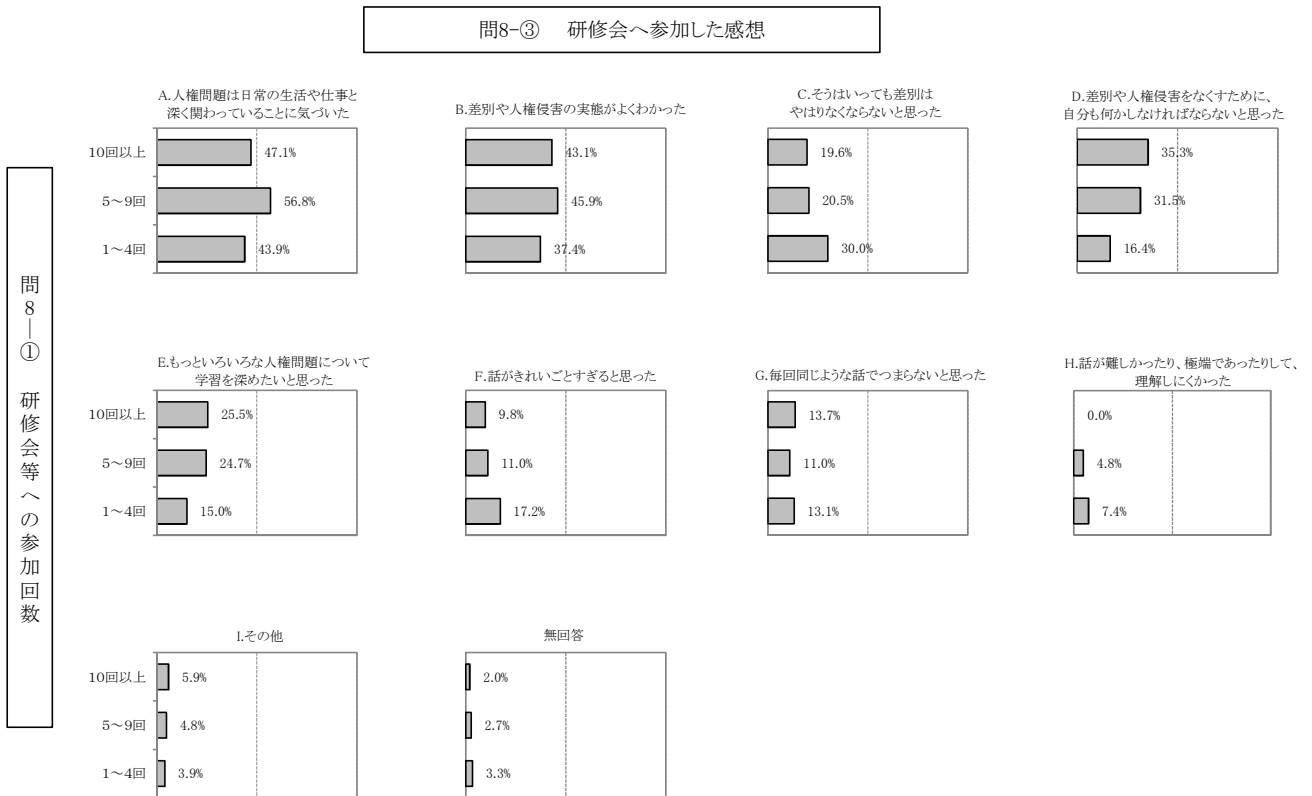 問8-③　研修会へ参加した感想
問8―①　研修会等への参加回数
A.人権問題は日常の生活や仕事と
深く関わっていることに気づいた
10回以上
47.1%
5～9回
56.8%
1～4回
43.9%
B.差別や人権侵害の実態がよくわかった
43.1%
45.9%
37.4%
C.そうはいっても差別は
やはりなくならないと思った
19.6%
20.5%
30.0%
D.差別や人権侵害をなくすために、
自分も何かしなければならないと思った
35.3%
31.5%
16.4%
E.もっといろいろな人権問題について
学習を深めたいと思った
10回以上
25.5%
5～9回
24.7%
1～4回
15.0%
F.話がきれいごとすぎると思った
9.8%
11.0%
17.2%
G.毎回同じような話でつまらないと思った
13.7%
11.0%
13.1%
H.話が難しかったり、極端であったりして、
理解しにくかった
0.0%
4.8%
7.4%
I.その他
10回以上
5.9%
5～9回
4.8%
1～4回
3.9%
無回答
2.0%
2.7%
3.3%